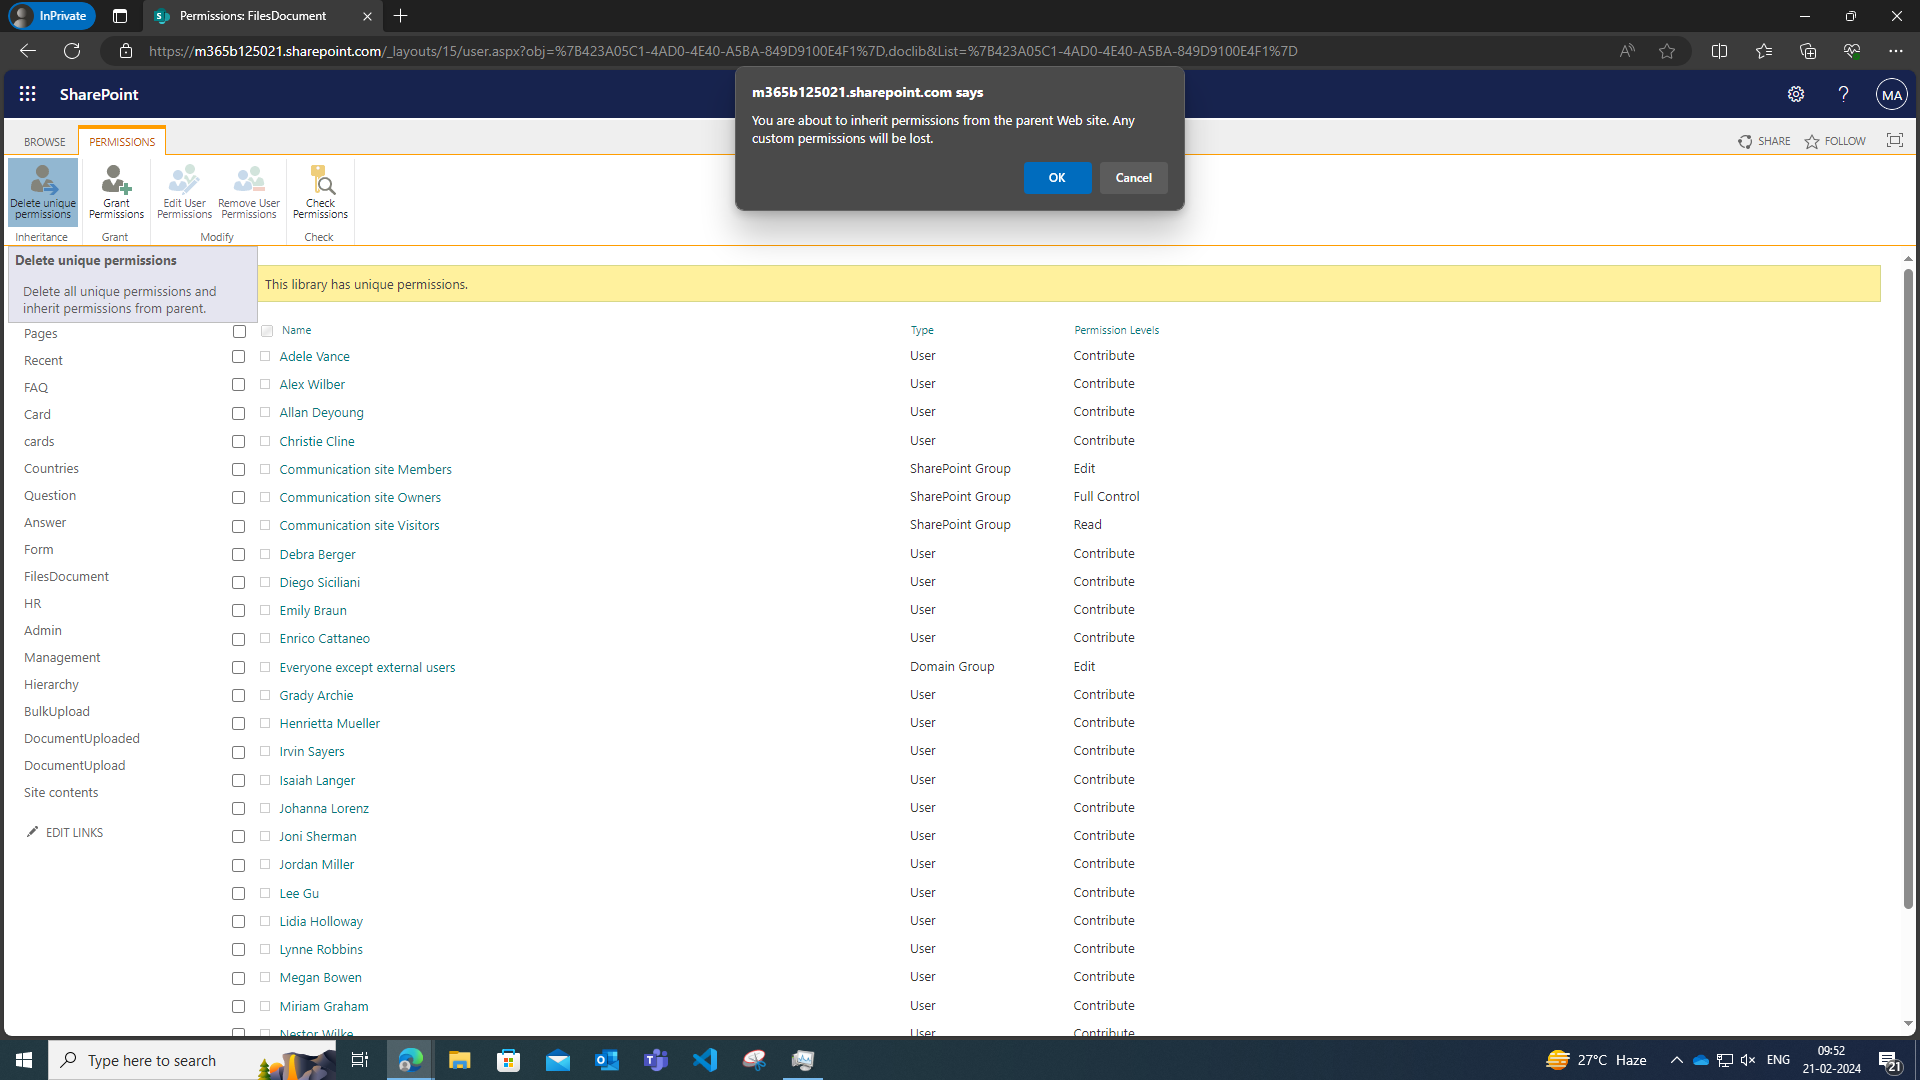 InPrivate
Permissions: FilesDocument
https://m365b125021.sharepoint.com/_layouts/15/user.aspx?obj=%7B423A05C1-4AD0-4E40-A5BA-849D9100E4F1%7D,doclib&List=%7B423A05C1-4AD0-4E40-A5BA-849D9100E4F1%7D
SharePoint
MA
m365b125021.sharepoint.com says
You are about to inherit permissions from the parent Web site. Any
custom permissions will be lost.
OK Cancel
BROWSE PERMISSIONS
SHARE FOLLOW
Delete unique permissions
Grant Permissions
Edit User Permissions
Remove User Permissions
Check Permissions
Inheritance Grant Modify Check
Delete unique permissions
Delete all unique permissions and
inherit permissions from parent.
This library has unique permissions.
Pages
Recent
FAQ
Card
cards
Countries
Question
Answer
Form
FilesDocument
HR
Admin
Management
Hierarchy
BulkUpload
DocumentUploaded
DocumentUpload
Site contents
EDIT LINKS
Name Type Permission Levels
Adele Vance User Contribute
Alex Wilber User Contribute
Allan Deyoung User Contribute
Christie Cline User Contribute
Communication site Members SharePoint Group Edit
Communication site Owners SharePoint Group Full Control
Communication site Visitors SharePoint Group Read
Debra Berger User Contribute
Diego Siciliani User Contribute
Emily Braun User Contribute
Enrico Cattaneo User Contribute
Everyone except external users Domain Group Edit
Grady Archie User Contribute
Henrietta Mueller User Contribute
Irvin Sayers User Contribute
Isaiah Langer User Contribute
Johanna Lorenz User Contribute
Joni Sherman User Contribute
Jordan Miller User Contribute
Lee Gu User Contribute
Lidia Holloway User Contribute
Lynne Robbins User Contribute
Megan Bowen User Contribute
Miriam Graham User Contribute
Nestor Wilke User Contribute
Type here to search
27°C Haze
ENG
09:52
21-02-2024
21